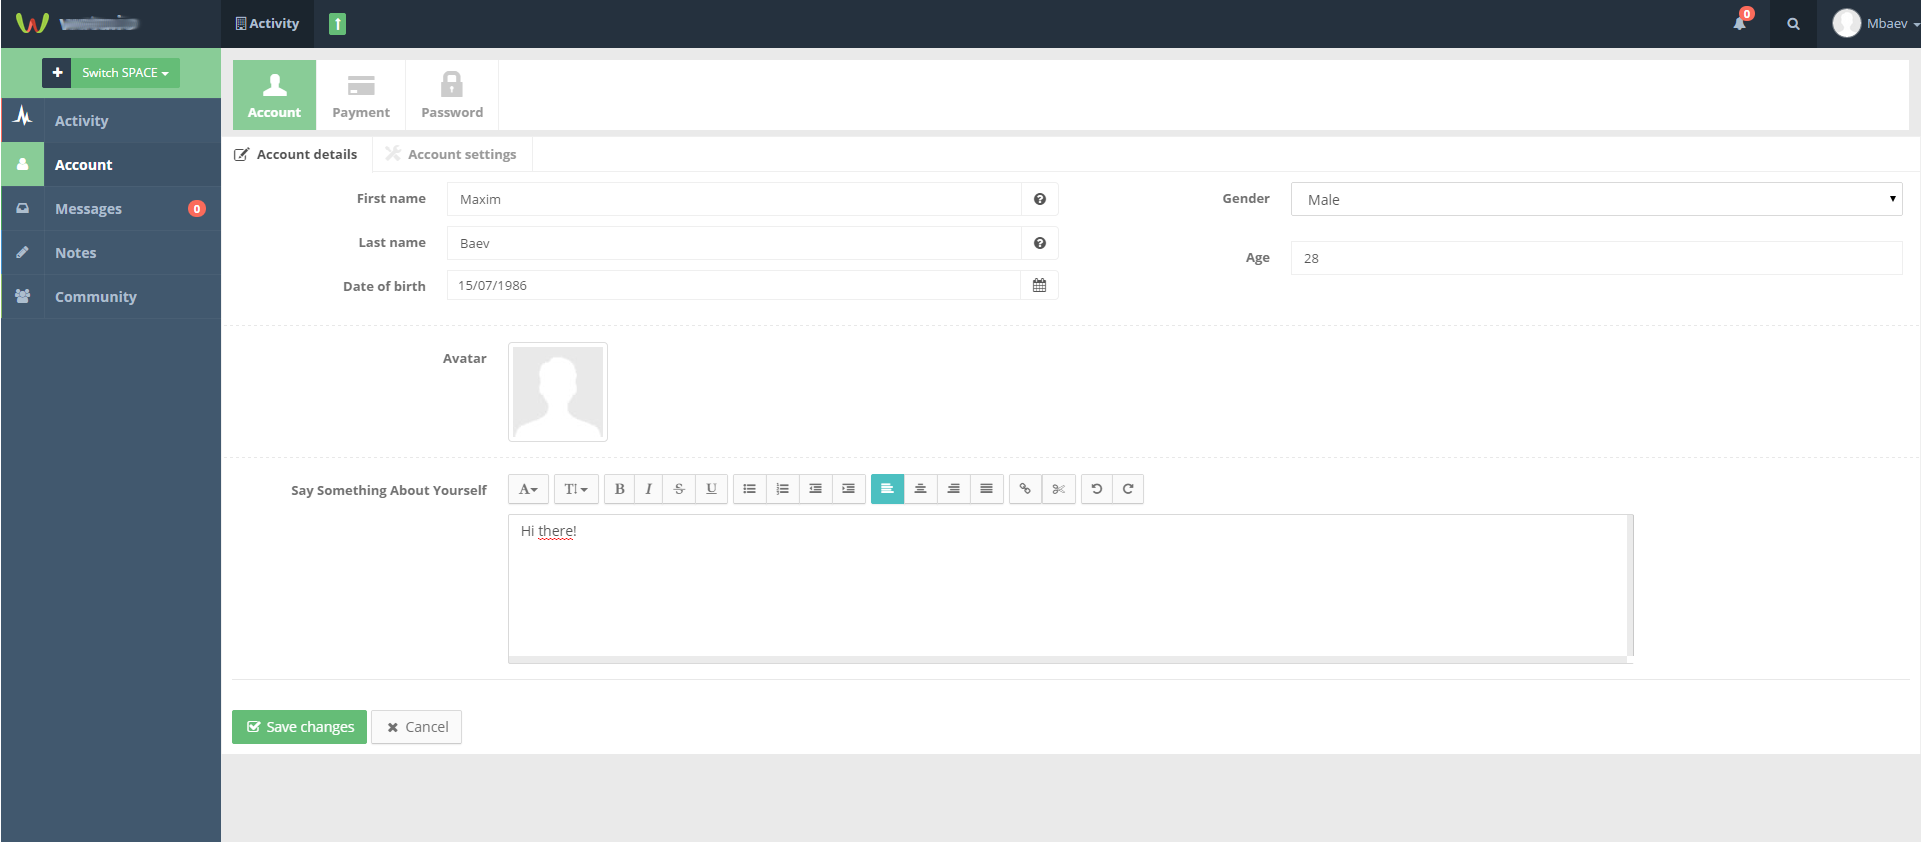 Activity
0
Mbaev
Switch SPACE
Activity
Account
Messages 0
Notes
Community
Account
Payment
Password
Account details
Account settings
First name Maxim
Gender Male
Last name Baev
Age 28
Date of birth 15/07/1986
Avatar
Say Something About Yourself
A T! B I S U
Hi there!
Save changes
Cancel